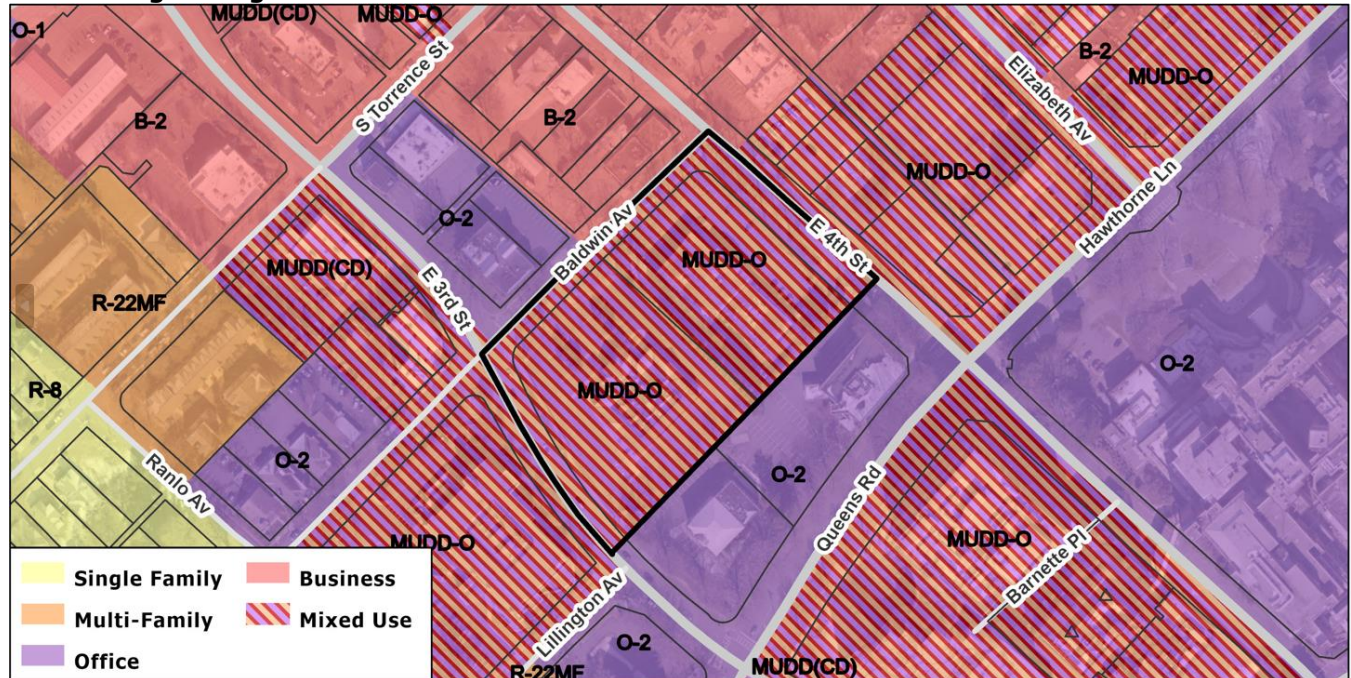 MUDD(CD)
MUDD-O
O-1
S Torrence St
B-2
B-2
Elizabeth Av
B-2
MUDD-O
MUDD-O
Hawthorne Ln
O-2
Baldwin Av
E 4th St
MUDD-O
MUDD(CD)
E 3rd St
R-22MF
R-8
MUDD-O
O-2
O-2
Ranlo Av
O-2
Queens Rd
MUDD-O
MUDD-O
Barnette Pl
Lillington Av
O-2
R-22MF
MUDD(CD)
Single Family
Business
Multi-Family
Mixed Use
Office